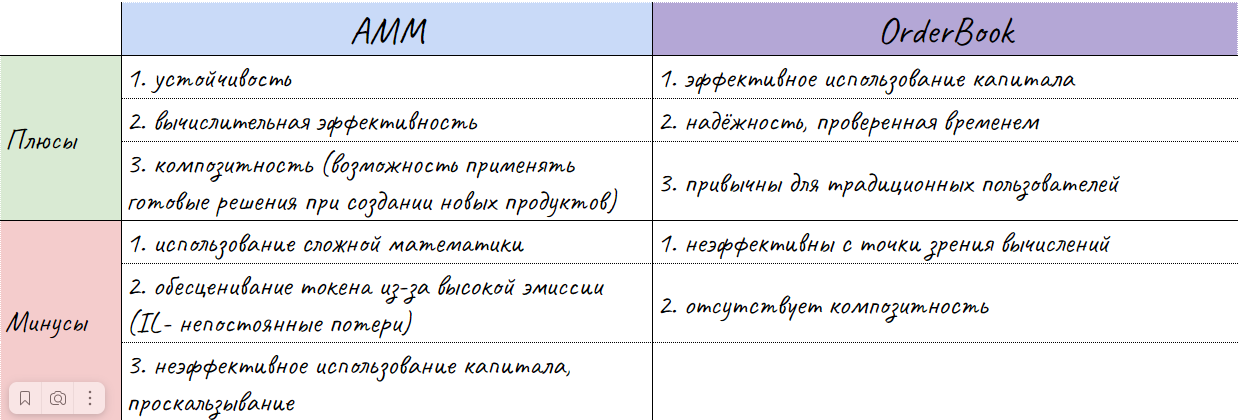 AMM
OrderBook
Плюсы
1. устойчивость
1. эффективное использование капитала
2. вычислительная эффективность
2. надёжность, проверенная временем
3. композитность (возможность применять
готовые решения при создании новых продуктов)
3. привычны для традиционных пользователей
Минусы
1. использование сложной математики
1. неэффективны с точки зрения вычислений
2. обесценивание токена из-за высокой эмиссии
(IL- непостоянные потери)
2. отсутствует композитность
3. неэффективное использование капитала,
проскальзывание